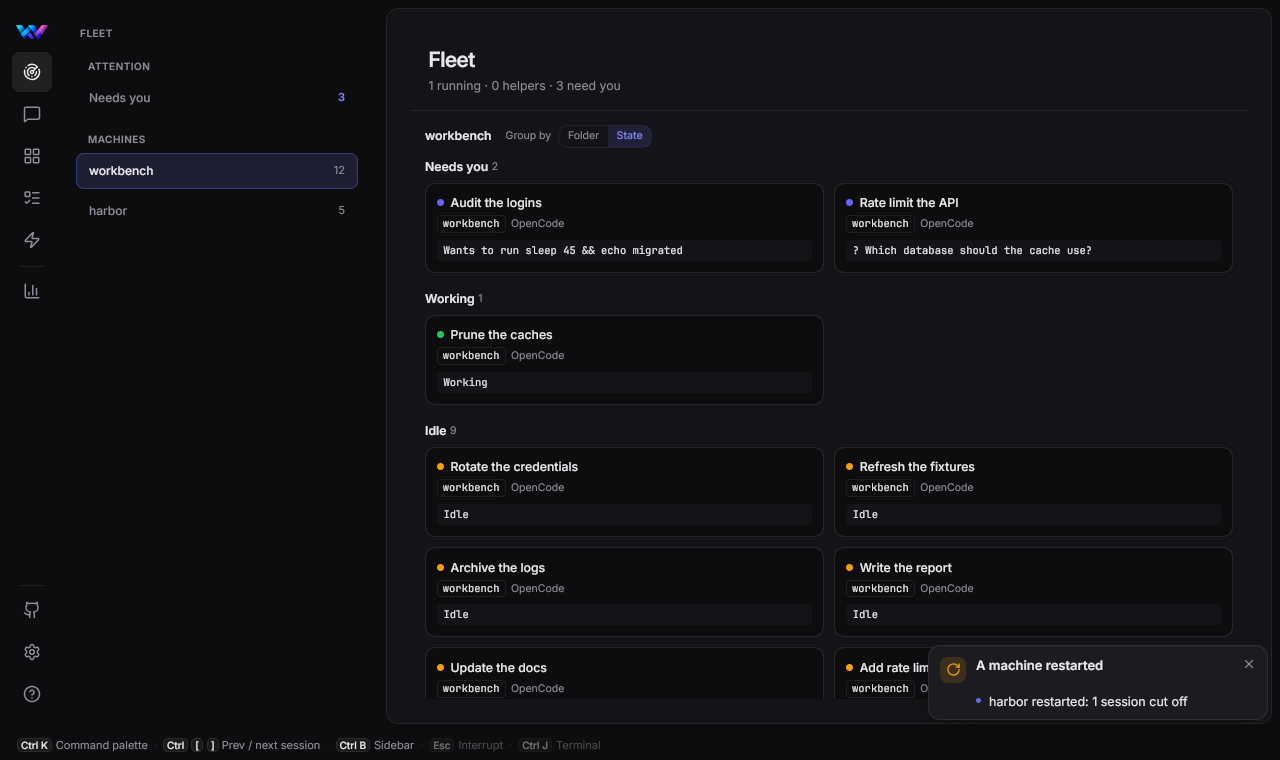 FLEET
ATTENTION
Needs you 3
MACHINES
workbench 12
harbor 5
Fleet
1 running · 0 helpers · 3 need you
workbench Group by Folder State
Needs you 2
Audit the logins
workbench OpenCode
Wants to run sleep 45 && echo migrated
Rate limit the API
workbench OpenCode
? Which database should the cache use?
Working 1
Prune the caches
workbench OpenCode
Working
Idle 9
Rotate the credentials
workbench OpenCode
Idle
Refresh the fixtures
workbench OpenCode
Idle
Archive the logs
workbench OpenCode
Idle
Write the report
workbench OpenCode
Idle
Update the docs
workbench OpenCode
Add rate lim
workbench O
A machine restarted
harbor restarted: 1 session cut off
Ctrl K Command palette · Ctrl [ ] Prev / next session · Ctrl B Sidebar · Esc Interrupt · Ctrl J Terminal